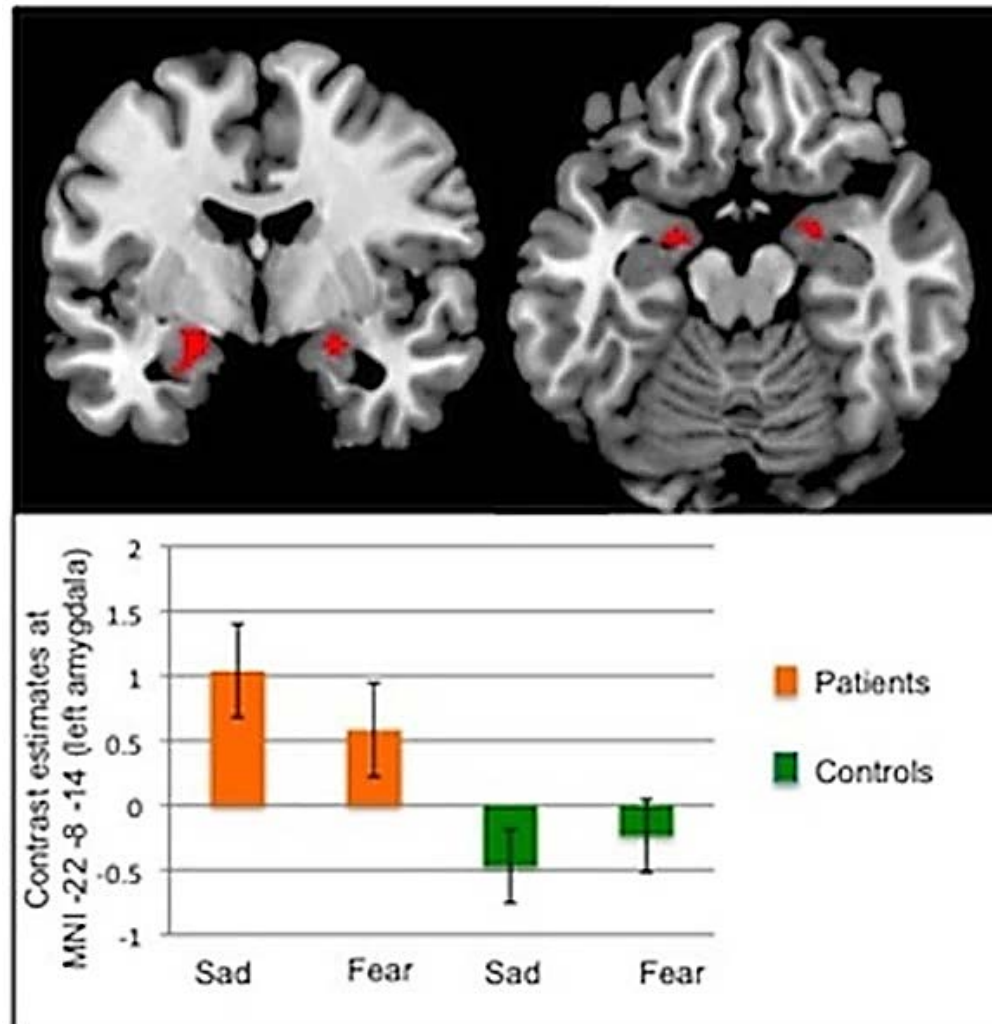 Contrast estimates at
MNI -22 -8 -14 (left amygdala)
2
1.5
1
0.5
0
-0.5
-1
Sad Fear Sad Fear
Patients
Controls